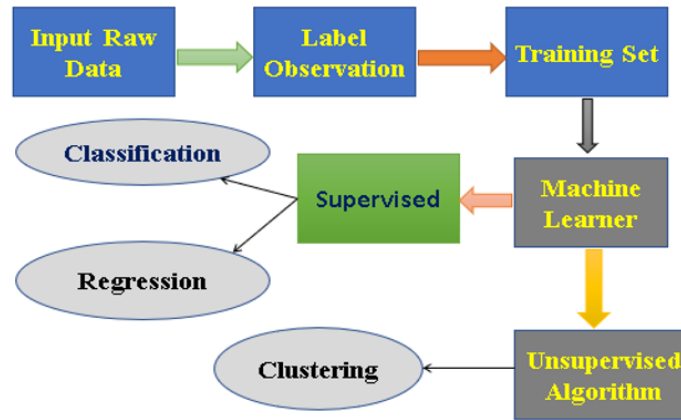 Input Raw
Data
Label
Observation
Training Set
Classification
Supervised
Machine
Learner
Regression
Clustering
Unsupervised
Algorithm